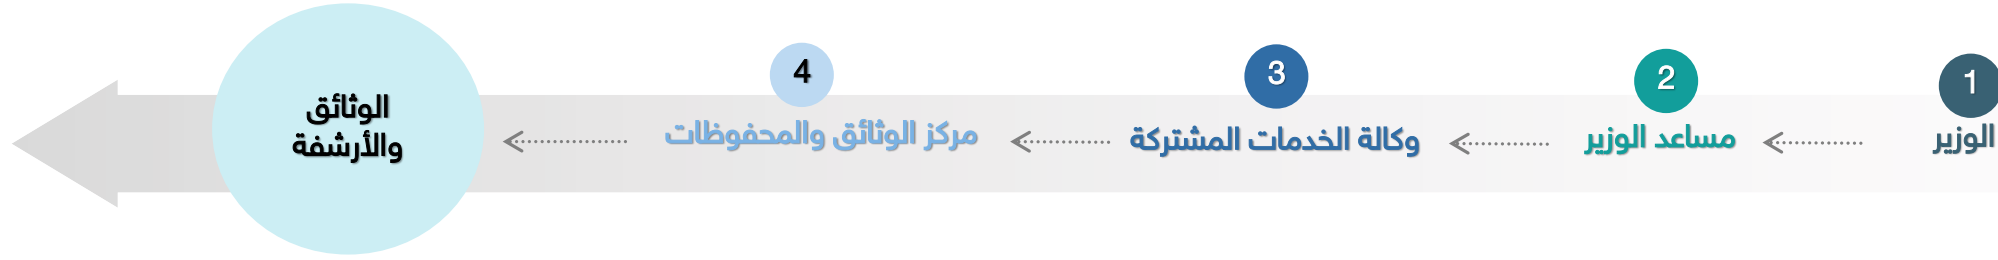 1
الوزير
2
مساعد الوزير
3
وكالة الخدمات المشتركة
4
مركز الوثائق والمحفوظات
الوثائق
والأرشفة